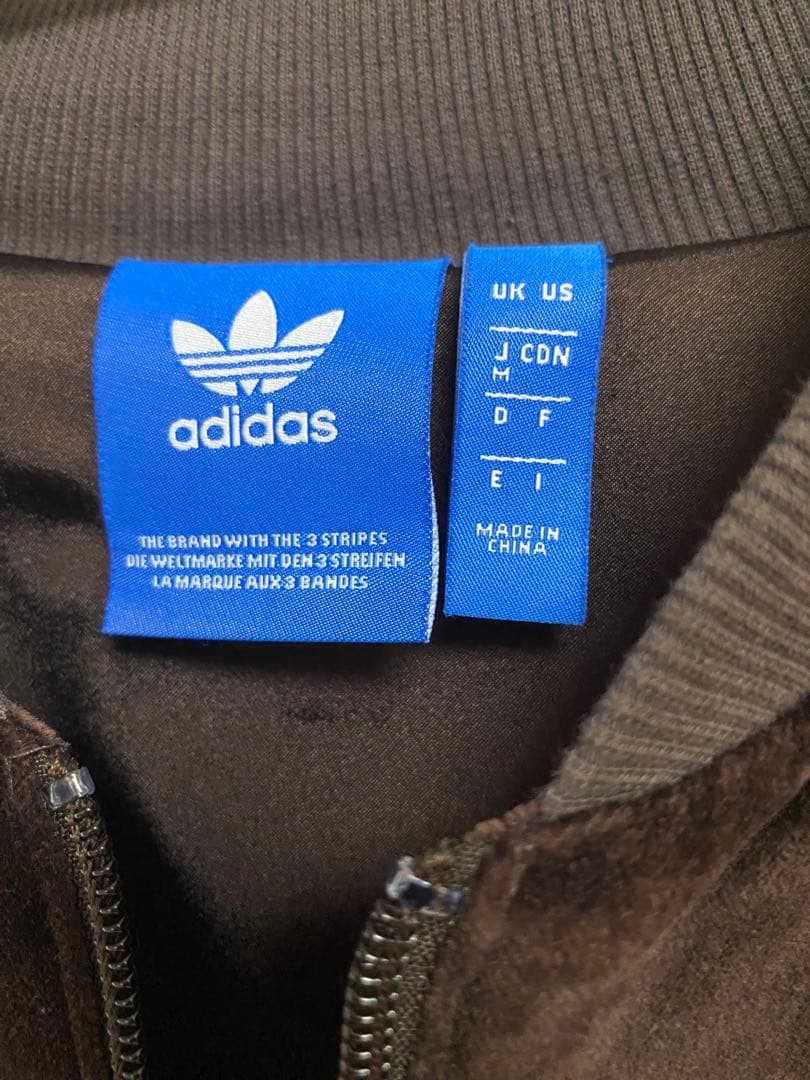 adidas
THE BRAND WITH THE 3 STRIPES
DIE WELTMARKE MIT DEN 3 STREIFEN
LA MARQUE AUX 3 BANDES
UK US
J CDN
M
D F
E I
MADE IN
CHINA